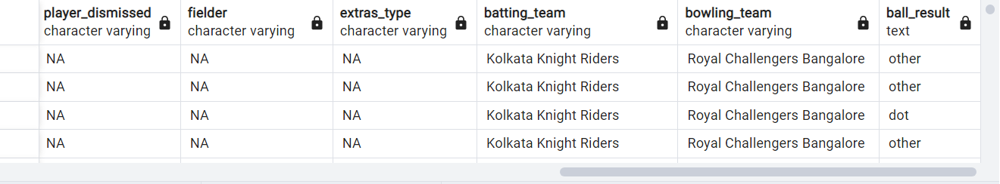 player_dismissed fielder extras_type batting_team bowling_team ball_result
character varying character varying character varying character varying character varying text
NA NA NA Kolkata Knight Riders Royal Challengers Bangalore other
NA NA NA Kolkata Knight Riders Royal Challengers Bangalore other
NA NA NA Kolkata Knight Riders Royal Challengers Bangalore dot
NA NA NA Kolkata Knight Riders Royal Challengers Bangalore other